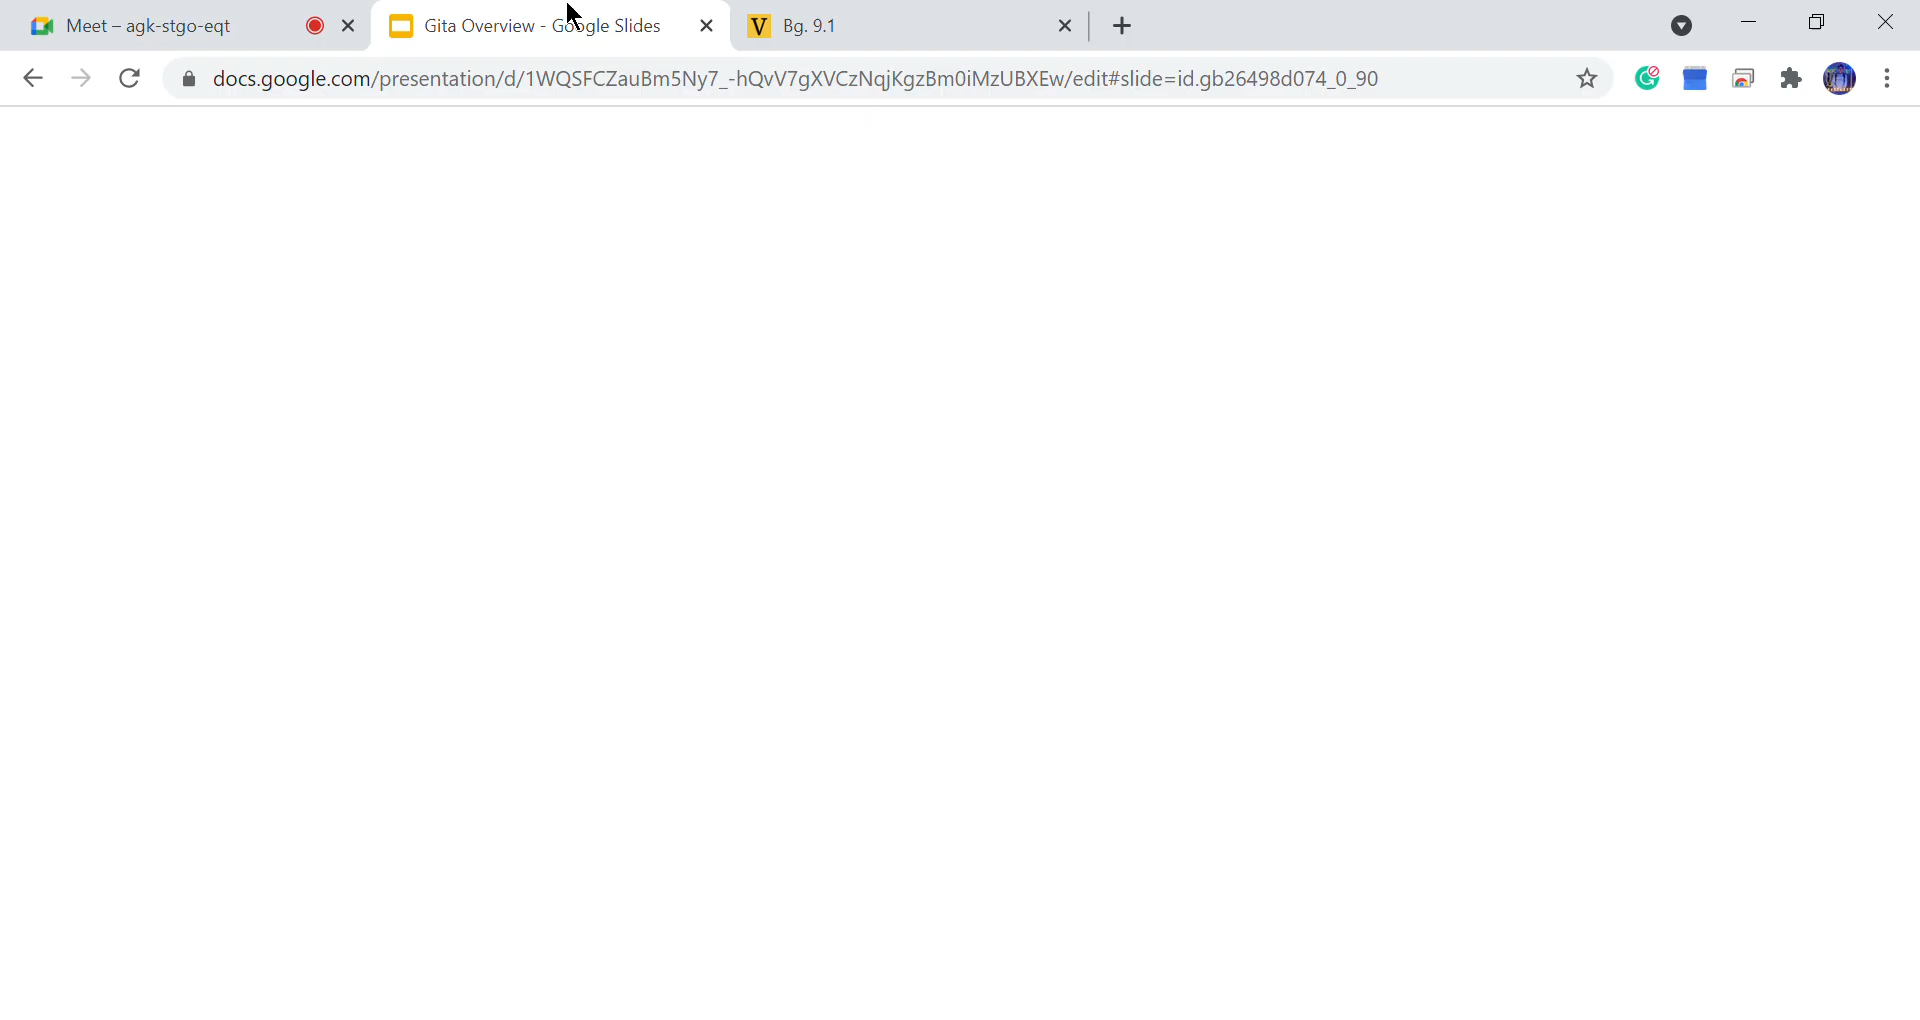 Meet – agk-stgo-eqt
Gita Overview - Google Slides
V Bg. 9.1
docs.google.com/presentation/d/1WQSFCZauBm5Ny7_-hQvV7gXVCzNqjKgzBm0iMzUBXEw/edit#slide=id.gb26498d074_0_90